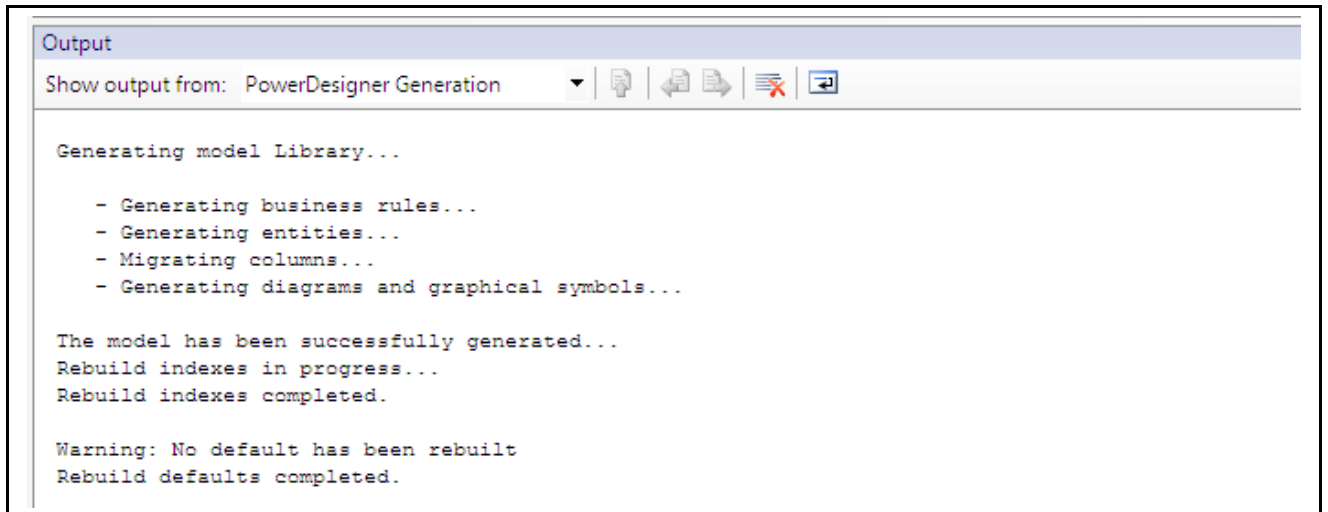 Output
Show output from: PowerDesigner Generation
Generating model Library...
- Generating business rules...
- Generating entities...
- Migrating columns...
- Generating diagrams and graphical symbols...
The model has been successfully generated...
Rebuild indexes in progress...
Rebuild indexes completed.
Warning: No default has been rebuilt
Rebuild defaults completed.